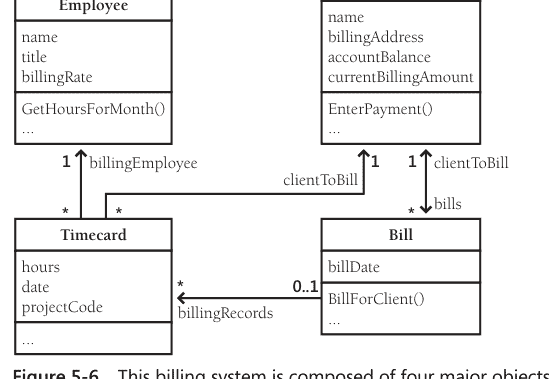 Employee
name
title
billingRate
GetHoursForMonth()
...
name
billingAddress
accountBalance
currentBillingAmount
EnterPayment()
...
1 billingEmployee
clientToBill
1
1 clientToBill
* bills
*
*
Timecard
hours
date
projectCode
...
Bill
billDate
BillForClient()
...
* 0..1
billingRecords
Figure 5-6 This billing system is composed of four major objects